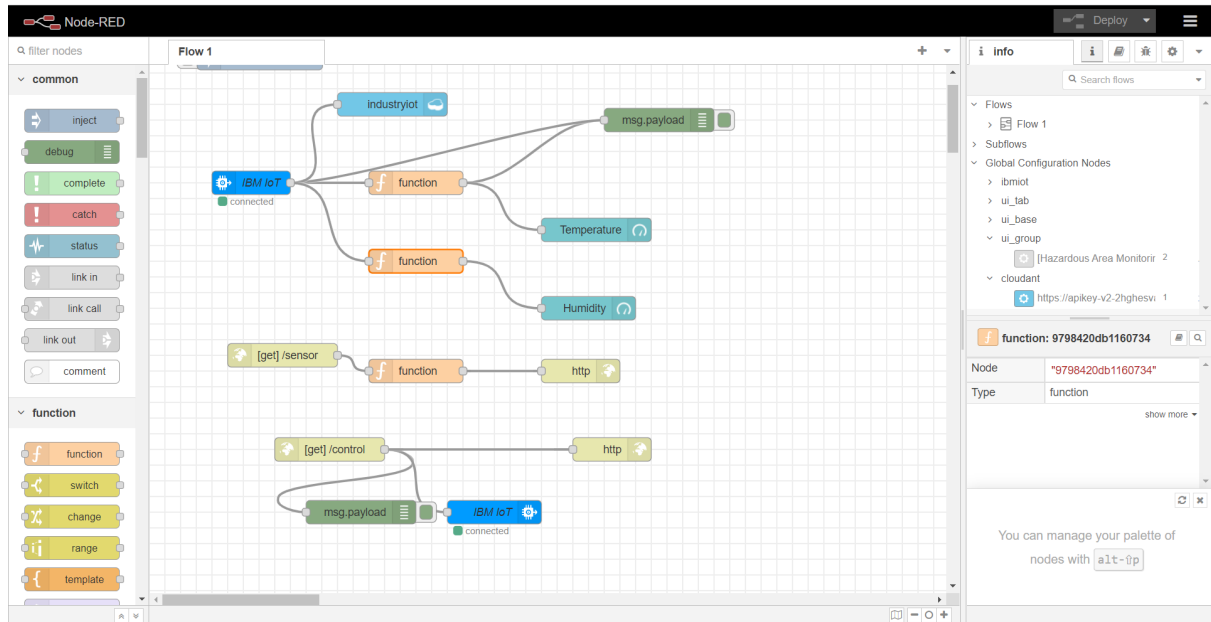 Node-RED
Deploy
filter nodes
Flow 1
info
common
Search flows
inject
debug
complete
catch
status
link in
link call
link out
comment
function
function
switch
change
range
template
industryiot
msg.payload
IBM IoT
connected
function
Temperature
function
Humidity
[get] /sensor
function
http
[get] /control
http
msg.payload
IBM IoT
connected
Flows
Flow 1
Subflows
Global Configuration Nodes
ibmiot
ui_tab
ui_base
ui_group
[Hazardous Area Monitorir 2
cloudant
https://apikey-v2-2hghesv 1
function: 9798420db1160734
Node "9798420db1160734"
Type function
show more
You can manage your palette of
nodes with alt-⇧p